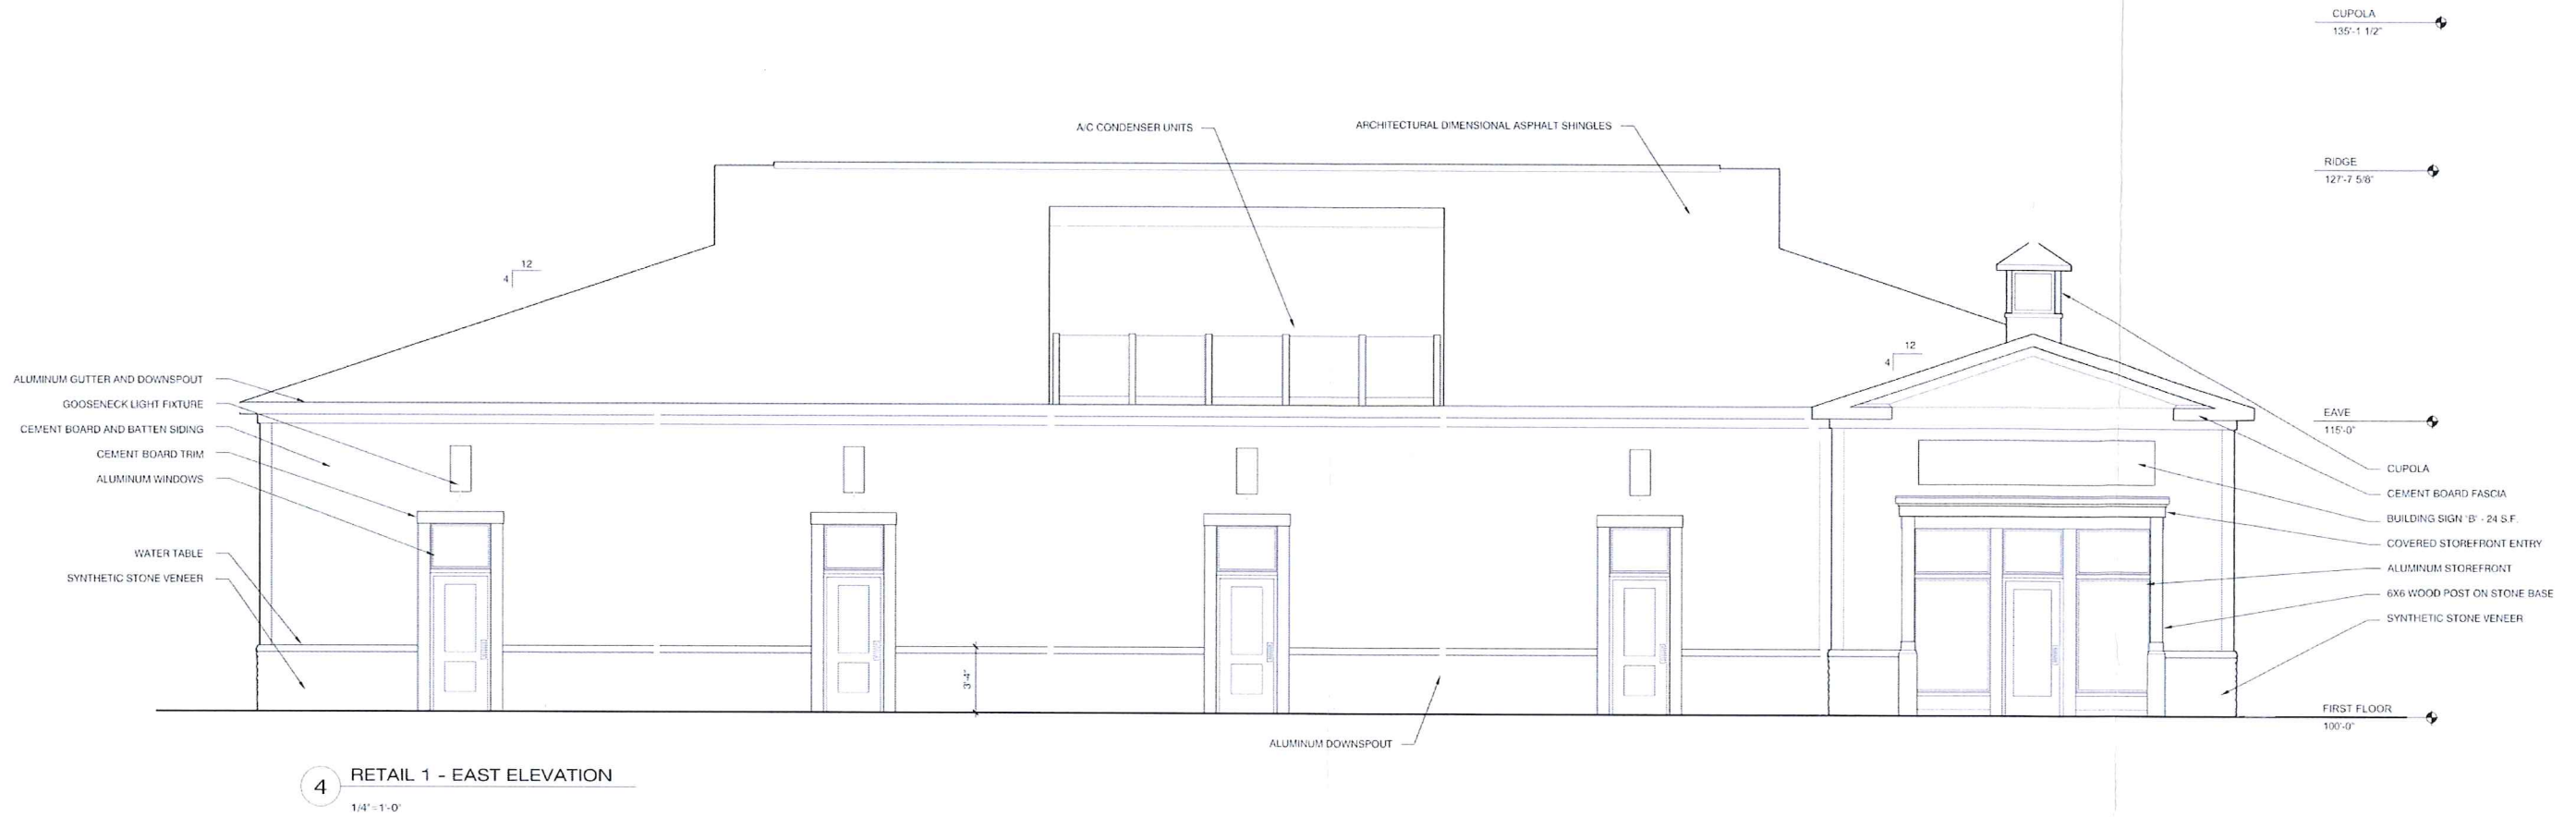 CUPOLA
135'-1 1/2"
A/C CONDENSER UNITS
ARCHITECTURAL DIMENSIONAL ASPHALT SHINGLES
RIDGE
127'-7 5/8"
12
4
12
4
ALUMINUM GUTTER AND DOWNSPOUT
GOOSENECK LIGHT FIXTURE
CEMENT BOARD AND BATTEN SIDING
CEMENT BOARD TRIM
ALUMINUM WINDOWS
WATER TABLE
SYNTHETIC STONE VENEER
EAVE
115'-0"
CUPOLA
CEMENT BOARD FASCIA
BUILDING SIGN "B" - 24 S.F.
COVERED STOREFRONT ENTRY
ALUMINUM STOREFRONT
6X6 WOOD POST ON STONE BASE
SYNTHETIC STONE VENEER
3'-4"
FIRST FLOOR
100'-0"
ALUMINUM DOWNSPOUT
4
RETAIL 1 - EAST ELEVATION
1/4" = 1'-0"